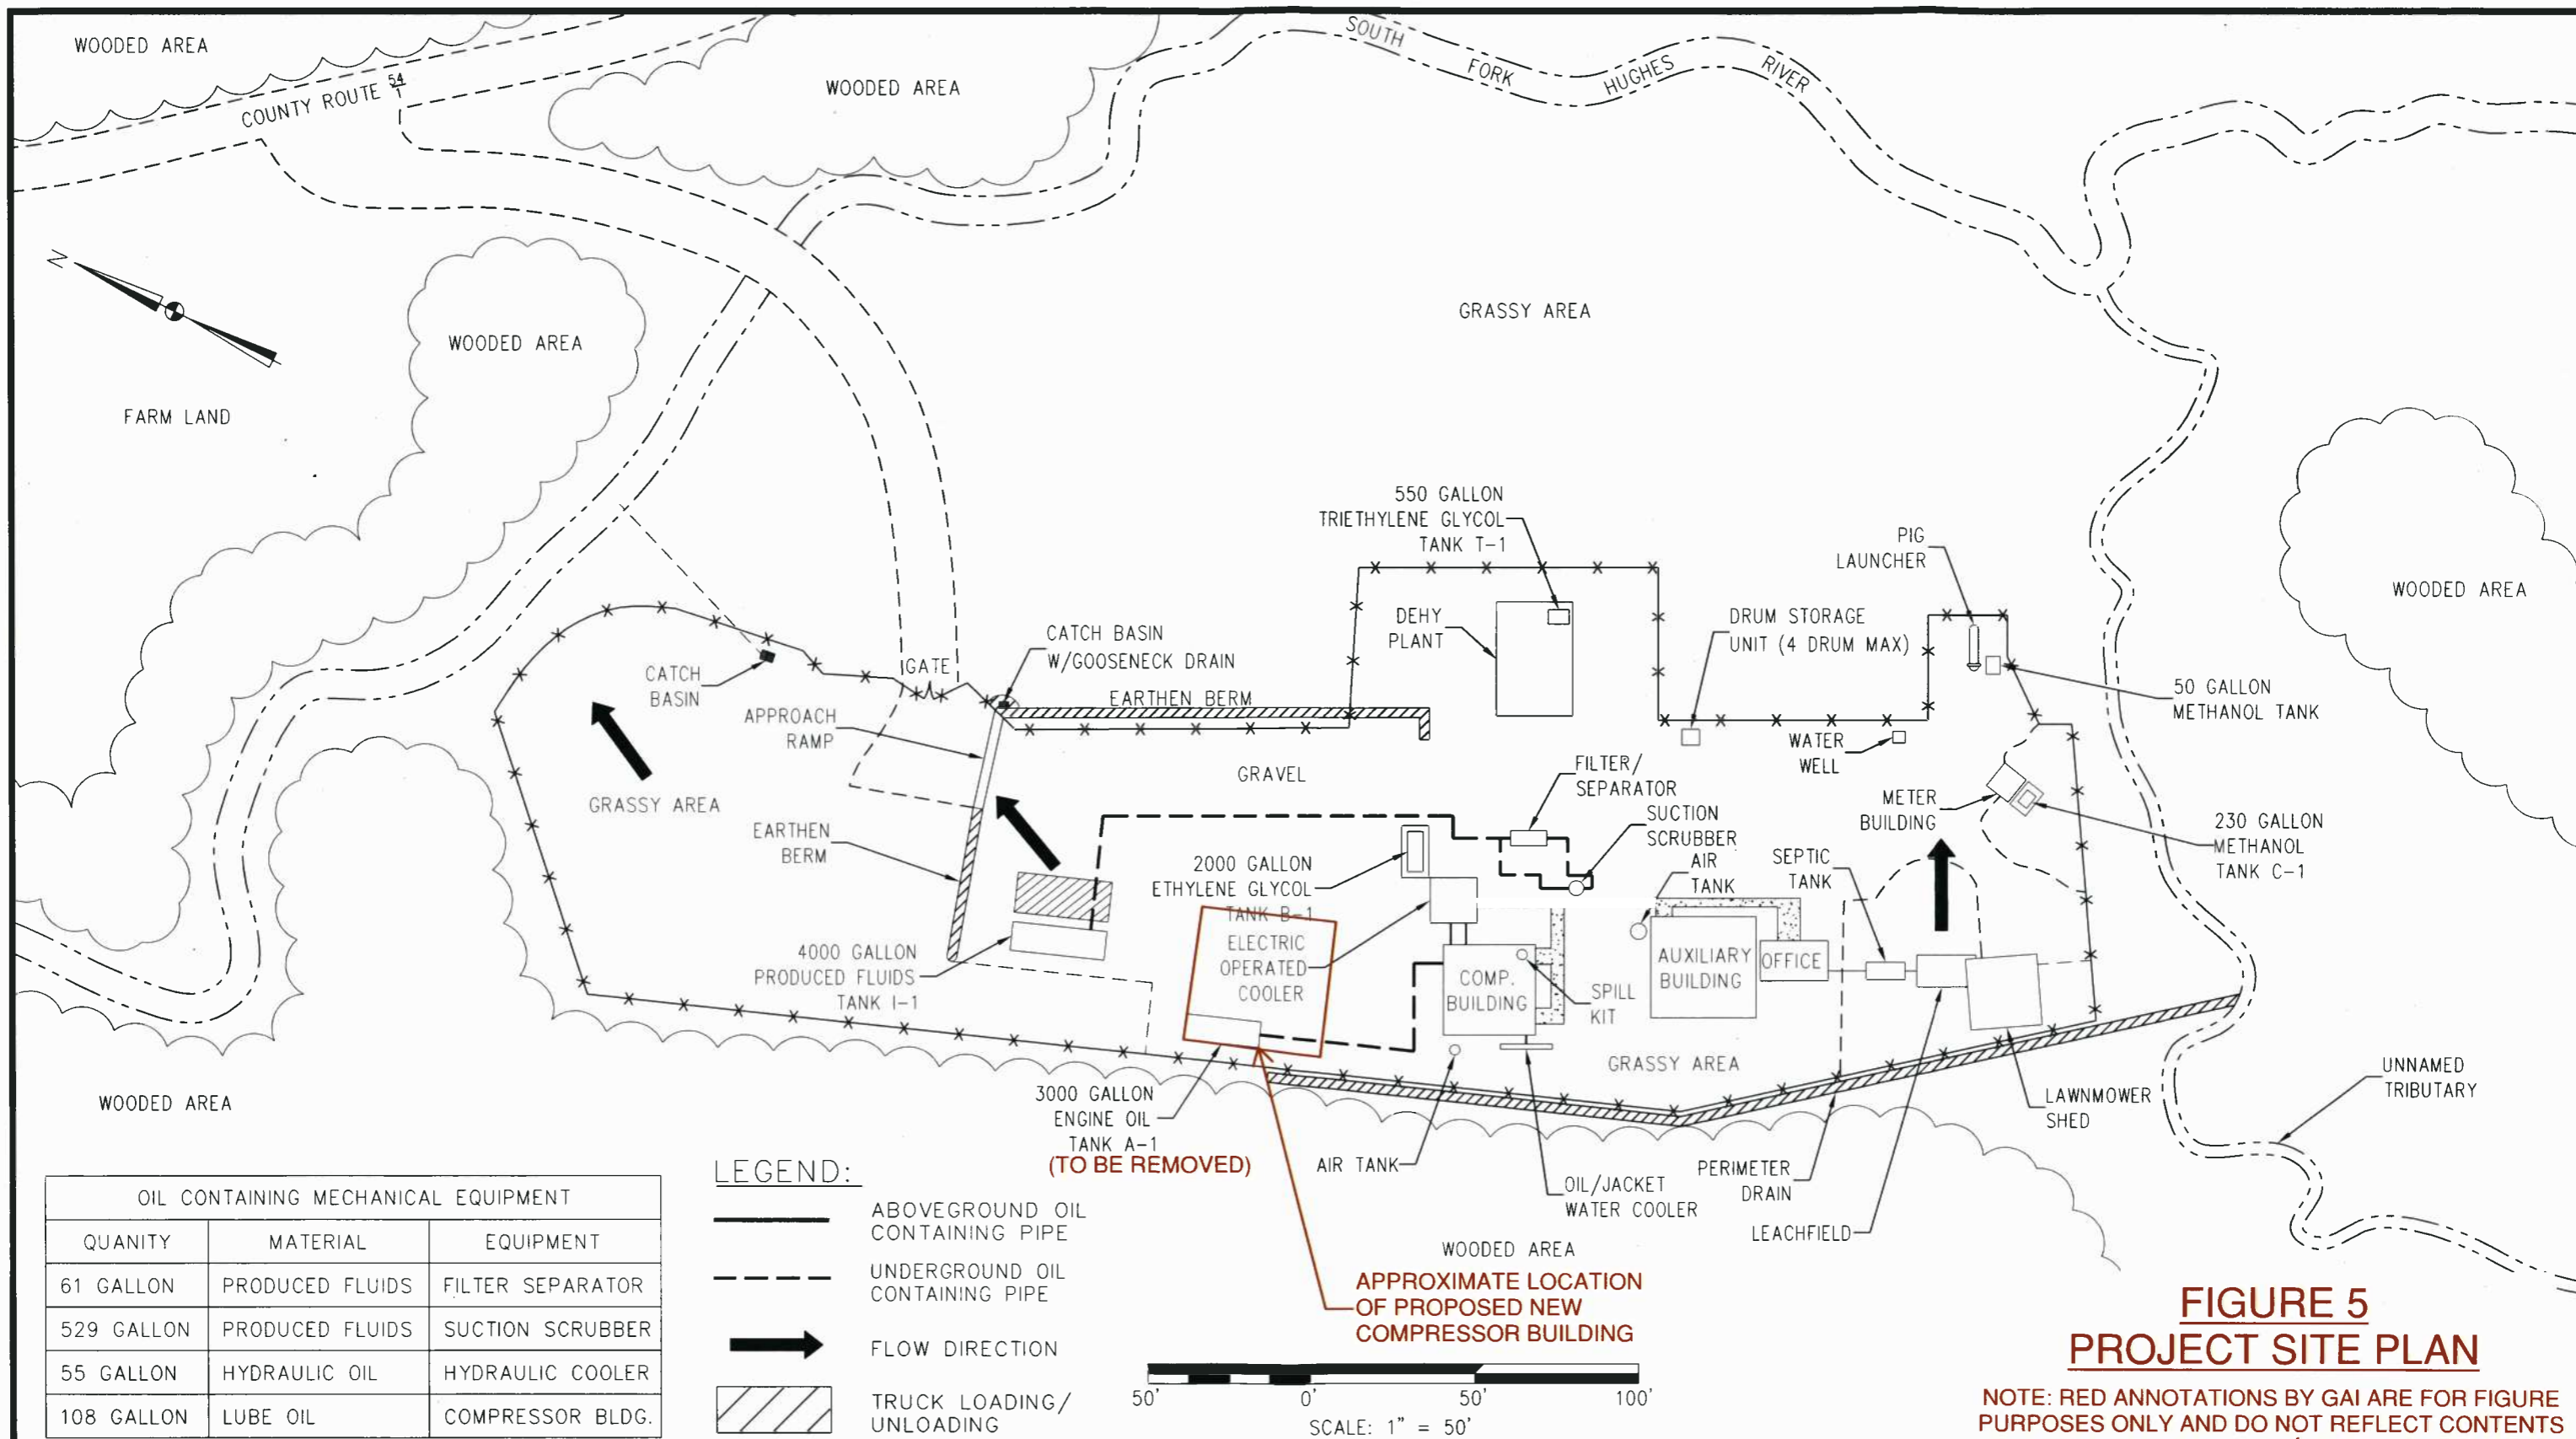 WOODED AREA
COUNTY ROUTE 54
WOODED AREA
SOUTH FORK HUGHES RIVER
N
WOODED AREA
FARM LAND
GRASSY AREA
WOODED AREA
550 GALLON
TRIETHYLENE GLYCOL
TANK T-1
PIG
LAUNCHER
DEHY
PLANT
DRUM STORAGE
UNIT (4 DRUM MAX)
CATCH BASIN
W/GOOSENECK DRAIN
GATE
CATCH
BASIN
EARTHEN BERM
APPROACH
RAMP
50 GALLON
METHANOL TANK
WATER
WELL
GRAVEL
FILTER/
SEPARATOR
GRASSY AREA
METER
BUILDING
SUCTION
SCRUBBER
EARTHEN
BERM
230 GALLON
METHANOL
TANK C-1
2000 GALLON
ETHYLENE GLYCOL
TANK B-1
AIR
TANK
SEPTIC
TANK
ELECTRIC
OPERATED
COOLER
4000 GALLON
PRODUCED FLUIDS
TANK I-1
COMP.
BUILDING
AUXILIARY
BUILDING
OFFICE
SPILL
KIT
GRASSY AREA
UNNAMED
TRIBUTARY
WOODED AREA
3000 GALLON
ENGINE OIL
TANK A-1
(TO BE REMOVED)
LAWNMOWER
SHED
AIR TANK
OIL/JACKET
WATER COOLER
PERIMETER
DRAIN
LEACHFIELD
WOODED AREA
APPROXIMATE LOCATION
OF PROPOSED NEW
COMPRESSOR BUILDING
OIL CONTAINING MECHANICAL EQUIPMENT
QUANITY MATERIAL EQUIPMENT
61 GALLON PRODUCED FLUIDS FILTER SEPARATOR
529 GALLON PRODUCED FLUIDS SUCTION SCRUBBER
55 GALLON HYDRAULIC OIL HYDRAULIC COOLER
108 GALLON LUBE OIL COMPRESSOR BLDG.
LEGEND:
ABOVEGROUND OIL
CONTAINING PIPE
UNDERGROUND OIL
CONTAINING PIPE
FLOW DIRECTION
TRUCK LOADING/
UNLOADING
50' 0' 50' 100'
SCALE: 1" = 50'
FIGURE 5
PROJECT SITE PLAN
NOTE: RED ANNOTATIONS BY GAI ARE FOR FIGURE
PURPOSES ONLY AND DO NOT REFLECT CONTENTS